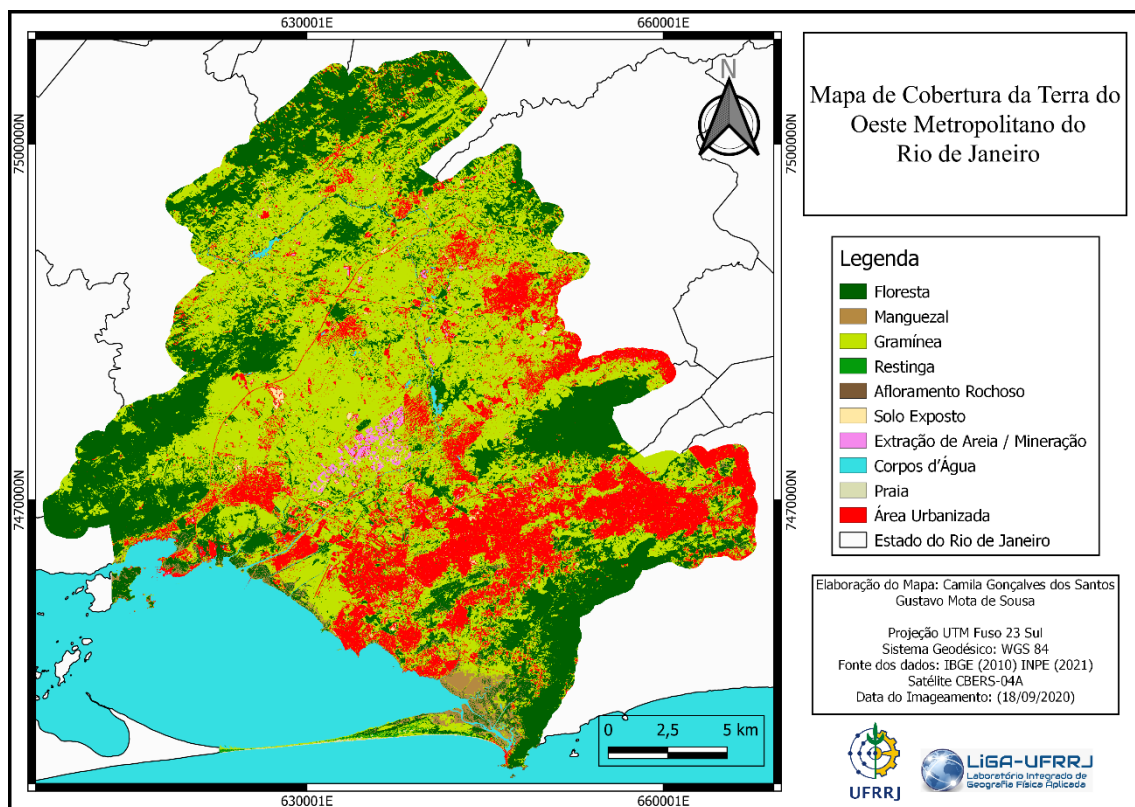 630001E
660001E
7500000N
7500000N
7470000N
7470000N
N
Mapa de Cobertura da Terra do
Oeste Metropolitano do
Rio de Janeiro
Legenda
Floresta
Manguezal
Gramínea
Restinga
Afloramento Rochoso
Solo Exposto
Extração de Areia / Mineração
Corpos d'Água
Praia
Área Urbanizada
Estado do Rio de Janeiro
Elaboração do Mapa: Camila Gonçalves dos Santos
Gustavo Mota de Sousa
Projeção UTM Fuso 23 Sul
Sistema Geodésico: WGS 84
Fonte dos dados: IBGE (2010) INPE (2021)
Satélite CBERS-04A
Data do Imageamento: (18/09/2020)
0 2,5 5 km
UFRRJ
LiGA-UFRRJ
Laboratório Integrado de
Geografia Física Aplicada
630001E
660001E